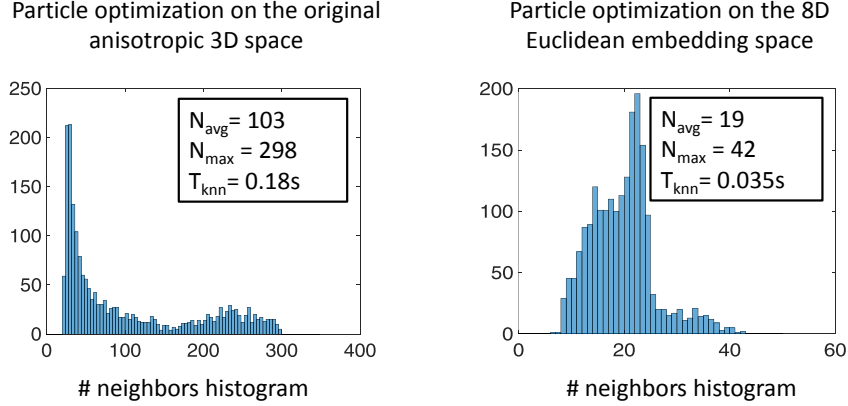 Particle optimization on the original
anisotropic 3D space
250
200
150
100
50
0
0
100
200
300
400
N_avg= 103
N_max = 298
T_knn= 0.18s
# neighbors histogram
Particle optimization on the 8D
Euclidean embedding space
200
150
100
50
0
0
20
40
60
N_avg= 19
N_max = 42
T_knn= 0.035s
# neighbors histogram